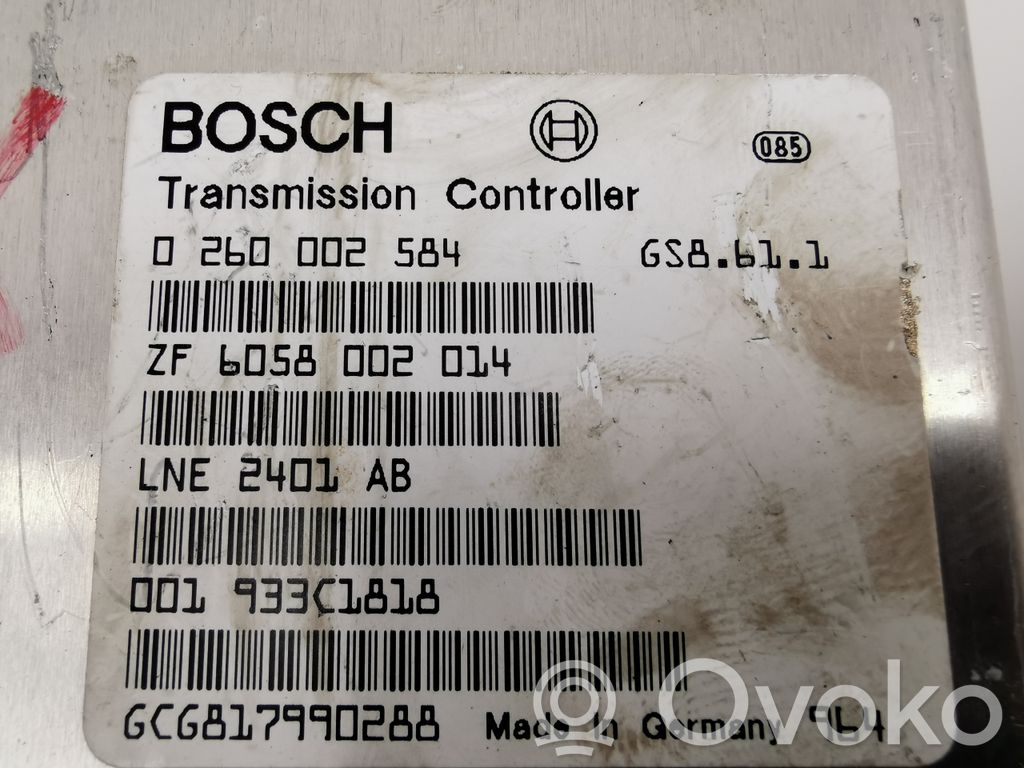 BOSCH
085
Transmission Controller
0 260 002 584 GS8.61.1
ZF 6058 002 014
LNE 2401 AB
001 933C1818
GCG817990288 Made In Germany 964
Ovoko